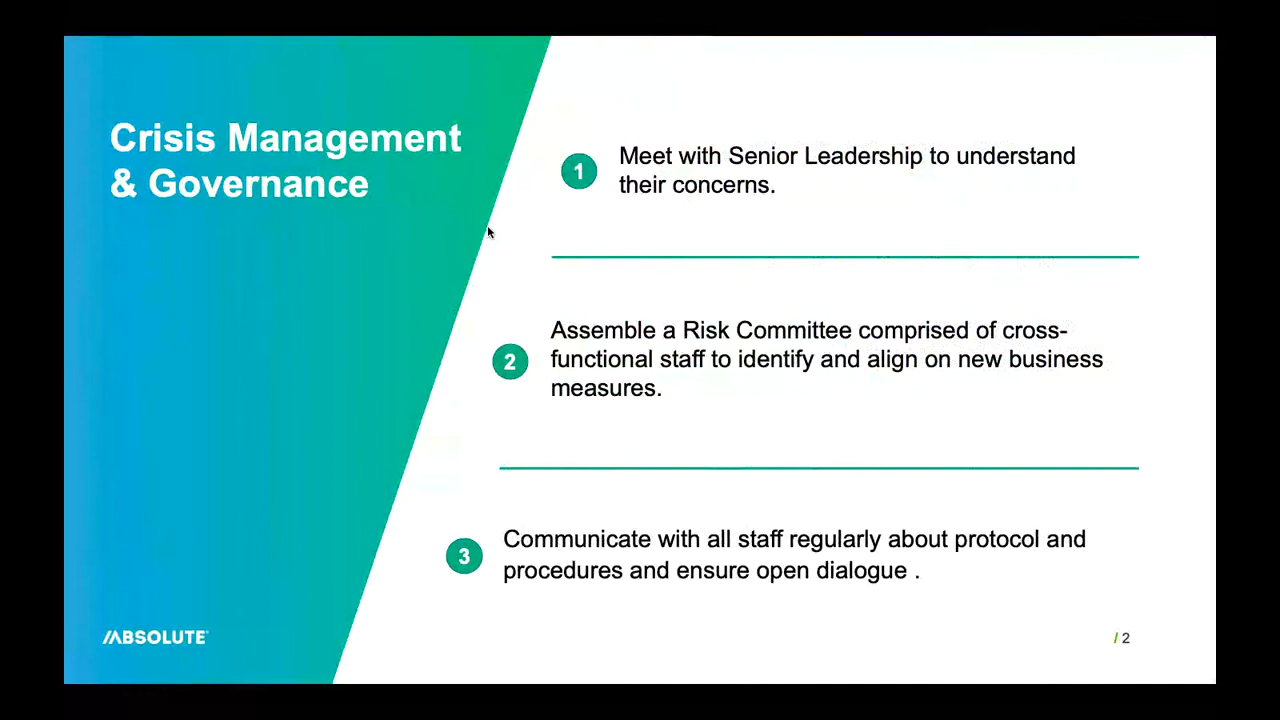 Crisis Management
& Governance
1
Meet with Senior Leadership to understand
their concerns.
2
Assemble a Risk Committee comprised of cross-
functional staff to identify and align on new business
measures.
3
Communicate with all staff regularly about protocol and
procedures and ensure open dialogue .
/ABSOLUTE
/ 2